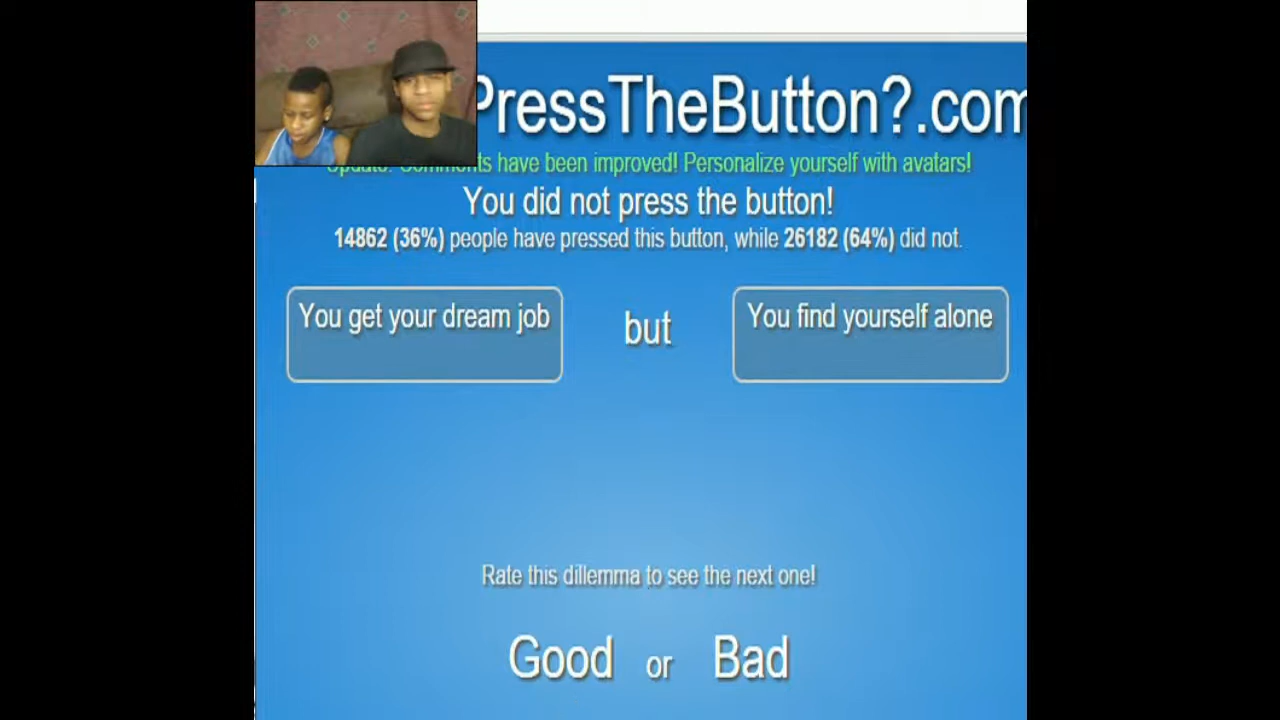 PressTheButton?.com
Update: Comments have been improved! Personalize yourself with avatars!
You did not press the button!
14862 (36%) people have pressed this button, while 26182 (64%) did not.
You get your dream job
but
You find yourself alone
Rate this dillemma to see the next one!
Good or Bad